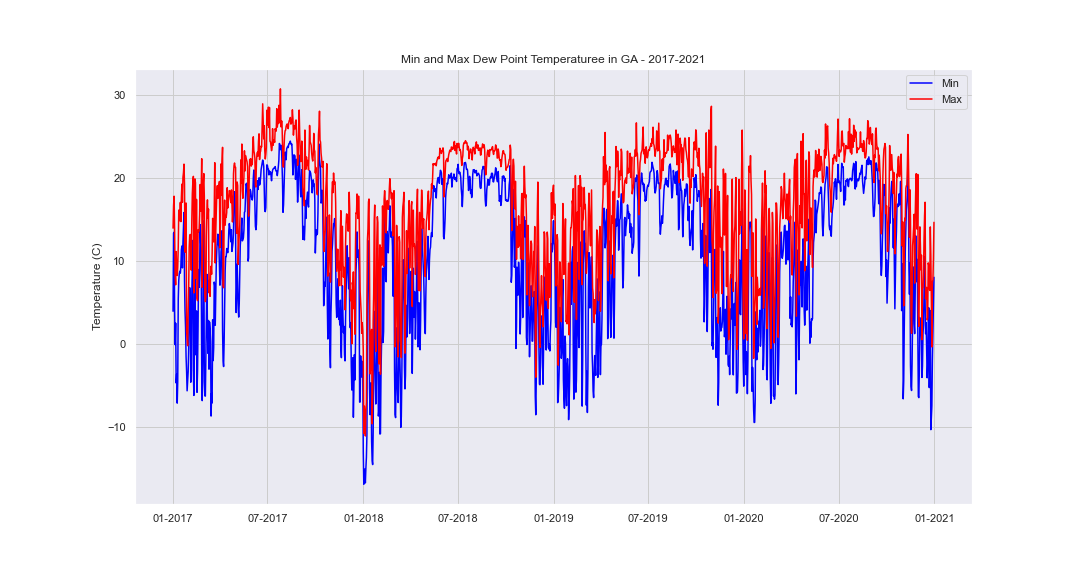 Min and Max Dew Point Temperaturee in GA - 2017-2021
Min
Max
Temperature (C)
30
20
10
0
−10
01-2017 07-2017 01-2018 07-2018 01-2019 07-2019 01-2020 07-2020 01-2021